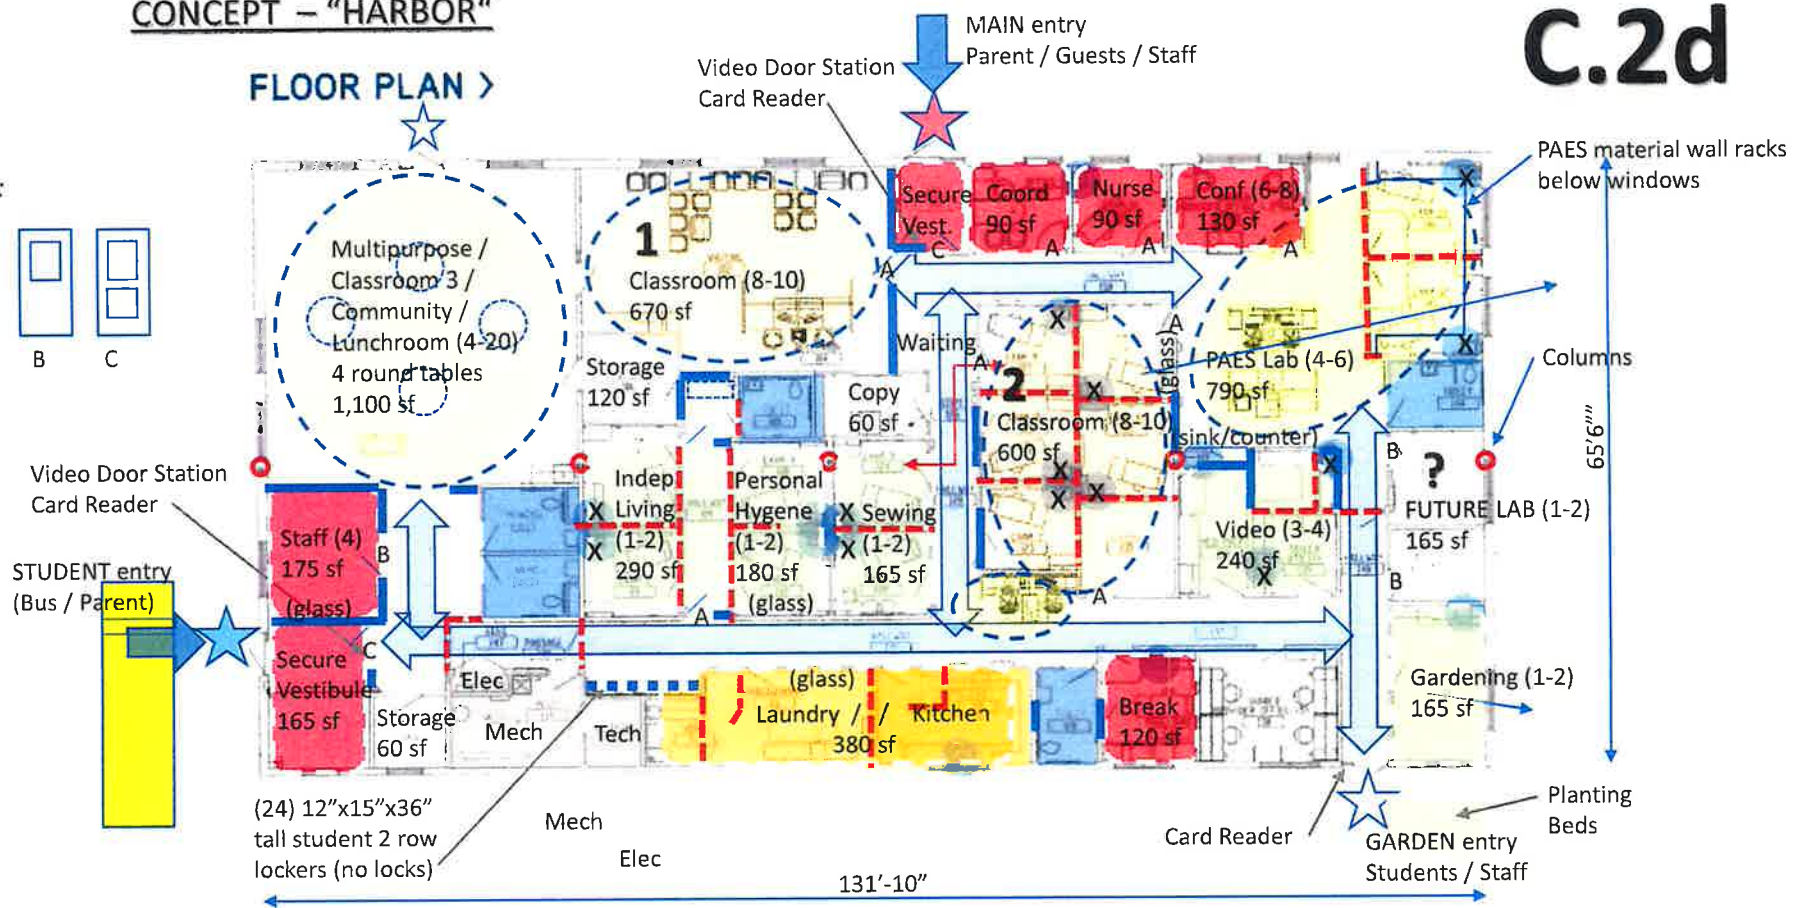 CONCEPT – “HARBOR“
C.2d
FLOOR PLAN >
MAIN entry
Parent / Guests / Staff
Video Door Station
Card Reader
PAES material wall racks
below windows
B
C
Multipurpose /
Classroom 3 /
Community /
Lunchroom (4-20)
4 round tables
1,100 sf
1
Classroom (8-10)
670 sf
Secure
Vest.
C
Coord
90 sf
A
Nurse
90 sf
A
Conf (6-8)
130 sf
A
X
A
Waiting
A
X
A
(glass)
PAES Lab (4-6)
790 sf
X
Columns
65’6””
Storage
120 sf
Copy
60 sf
2
X
Classroom (8-10)
600 sf
X
X
X
(sink/counter)
X
B
?
FUTURE LAB (1-2)
165 sf
B
Video Door Station
Card Reader
Staff (4)
175 sf
B
(glass)
Indep
Living
(1-2)
290 sf
X
X
Personal
Hygene
(1-2)
180 sf
(glass)
X
X
Sewing
(1-2)
165 sf
Video (3-4)
240 sf
X
A
A
STUDENT entry
(Bus / Parent)
Secure
Vestibule
165 sf
C
Storage
60 sf
Elec
Mech
Tech
(glass)
Laundry / / Kitchen
380 sf
Break
120 sf
Gardening (1-2)
165 sf
(24) 12”x15”x36”
tall student 2 row
lockers (no locks)
Mech
Elec
Card Reader
GARDEN entry
Students / Staff
Planting
Beds
131’-10”